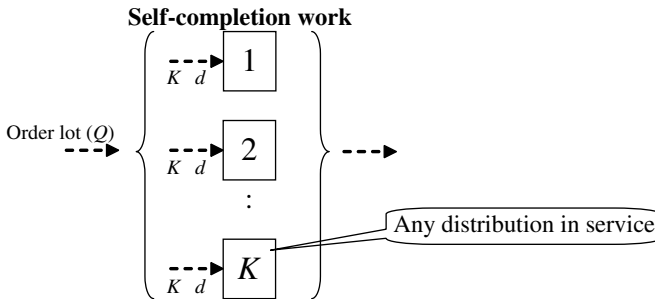 Self-completion work
1
K d
Order lot (Q)
2
K d
:
Any distribution in service
K
K d